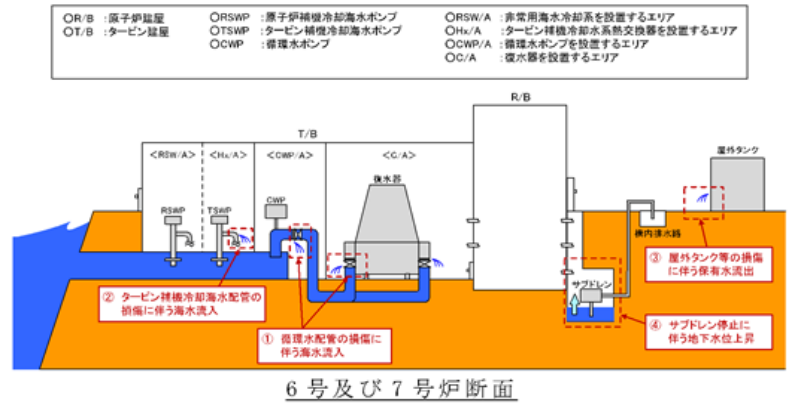 ○R/B :原子炉建屋 ○RSWP :原子炉補機冷却海水ポンプ ○RSW/A :非常用海水冷却系を設置するエリア
○T/B :タービン建屋 ○TSWP :タービン補機冷却海水ポンプ ○Hx/A :タービン補機冷却水系熱交換器を設置するエリア
○CWP :循環水ポンプ ○CWP/A :循環水ポンプを設置するエリア
○C/A :復水器を設置するエリア
R/B
T/B
<RSW/A> <Hx/A> <CWP/A> <C/A>
屋外タンク
復水器
CWP
RSWP TSWP
構内排水路
サブドレン
③ 屋外タンク等の損傷
に伴う保有水流出
② タービン補機冷却海水配管の
損傷に伴う海水流入
① 循環水配管の損傷に
伴う海水流入
④ サブドレン停止に
伴う地下水位上昇
6号及び7号炉断面